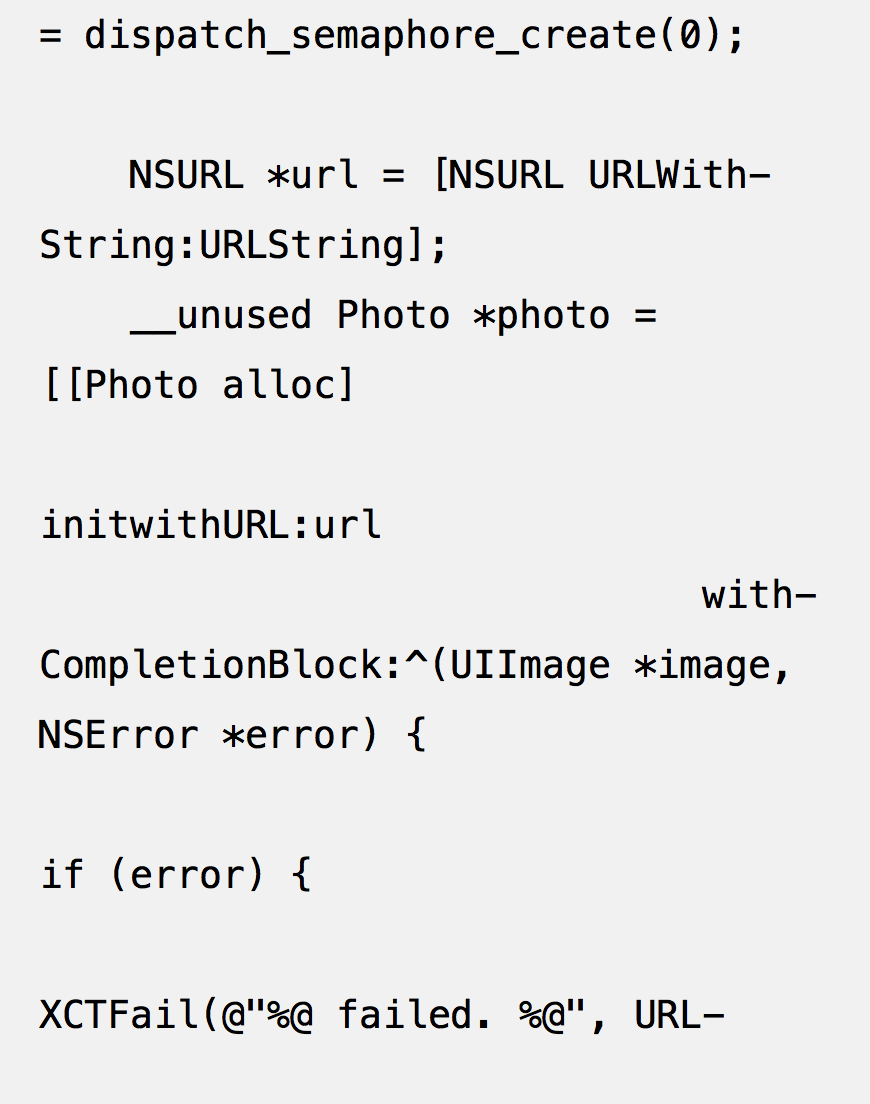 = dispatch_semaphore_create(0);
NSURL *url = [NSURL URLWith-
String:URLString];
__unused Photo *photo =
[[Photo alloc]
initwithURL:url
with-
CompletionBlock:^(UIImage *image,
NSError *error) {
if (error) {
XCTFail(@"%@ failed. %@", URL-